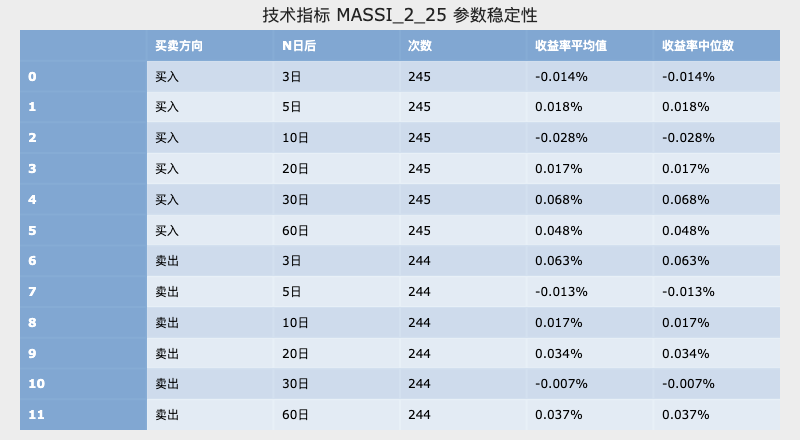 技术指标 MASSI_2_25 参数稳定性
买卖方向 N日后 次数 收益率平均值 收益率中位数
0 买入 3日 245 -0.014% -0.014%
1 买入 5日 245 0.018% 0.018%
2 买入 10日 245 -0.028% -0.028%
3 买入 20日 245 0.017% 0.017%
4 买入 30日 245 0.068% 0.068%
5 买入 60日 245 0.048% 0.048%
6 卖出 3日 244 0.063% 0.063%
7 卖出 5日 244 -0.013% -0.013%
8 卖出 10日 244 0.017% 0.017%
9 卖出 20日 244 0.034% 0.034%
10 卖出 30日 244 -0.007% -0.007%
11 卖出 60日 244 0.037% 0.037%